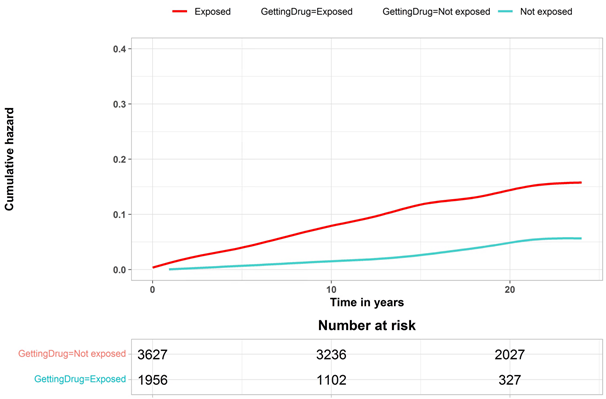 Exposed GettingDrug=Exposed GettingDrug=Not exposed Not exposed
Cumulative hazard
0.4
0.3
0.2
0.1
0.0
0 10 20
Time in years
Number at risk
GettingDrug=Not exposed 3627 3236 2027
GettingDrug=Exposed 1956 1102 327